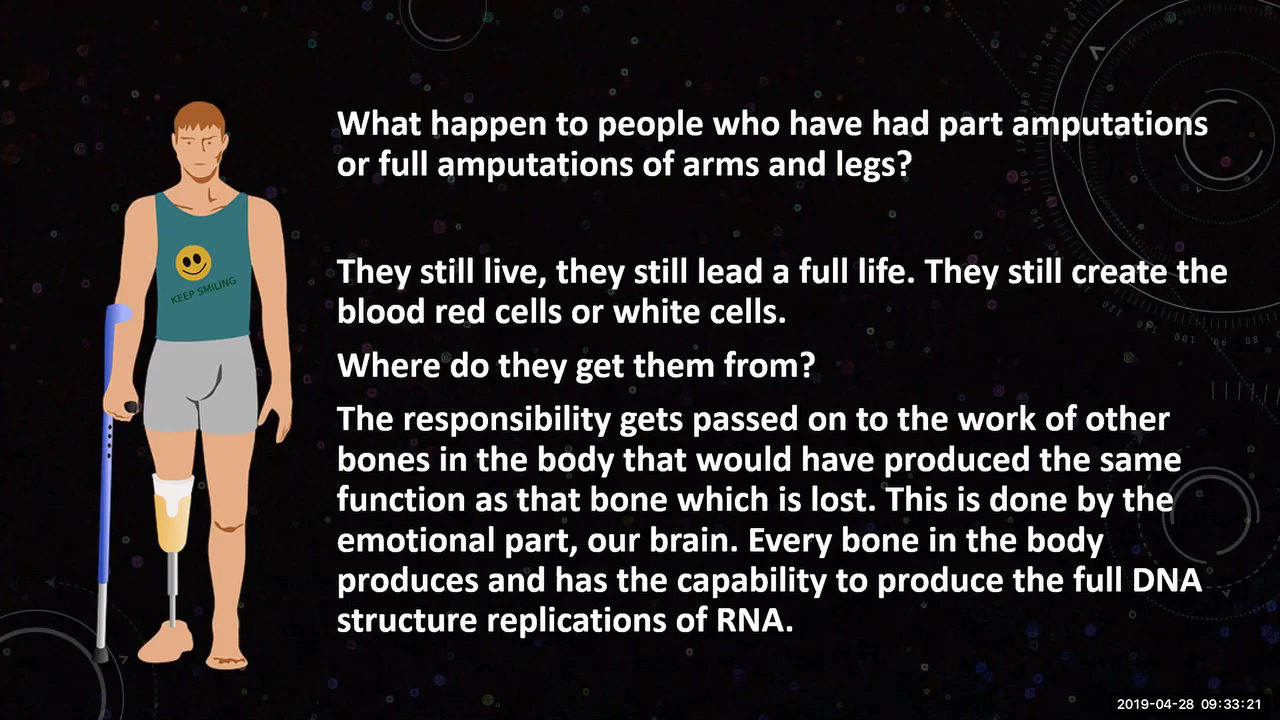 What happen to people who have had part amputations
or full amputations of arms and legs?
They still live, they still lead a full life. They still create the
blood red cells or white cells.
Where do they get them from?
The responsibility gets passed on to the work of other
bones in the body that would have produced the same
function as that bone which is lost. This is done by the
emotional part, our brain. Every bone in the body
produces and has the capability to produce the full DNA
structure replications of RNA.
KEEP SMILING
2019-04-28 09:33:21